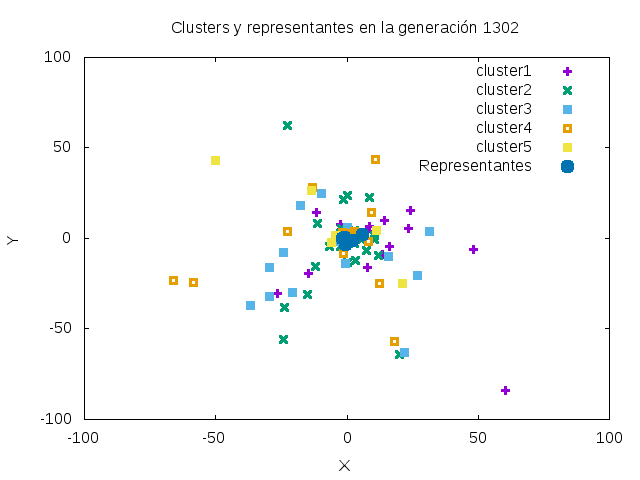 Clusters y representantes en la generación 1302
cluster1
cluster2
cluster3
cluster4
cluster5
Representantes
100
50
0
-50
-100
Y
-100
-50
0
50
100
X